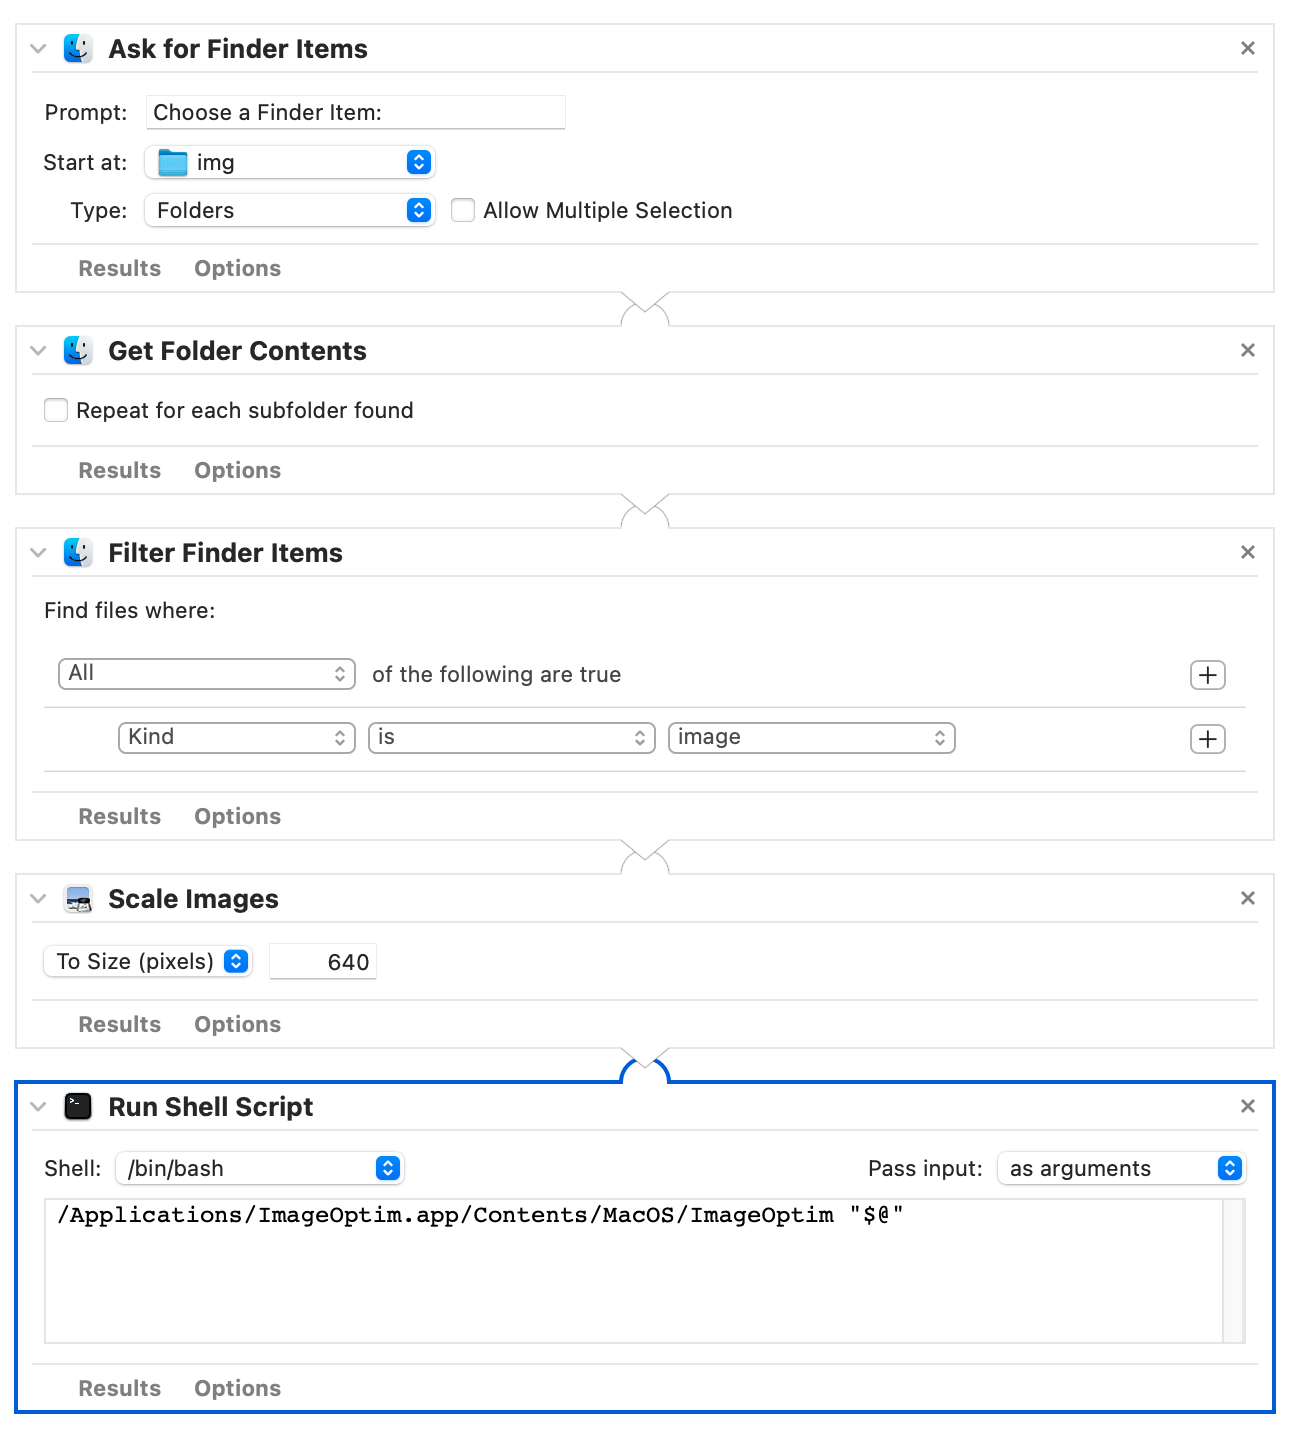 Ask for Finder Items
Prompt: Choose a Finder Item:
Start at: img
Type: Folders Allow Multiple Selection
Results Options
Get Folder Contents
Repeat for each subfolder found
Results Options
Filter Finder Items
Find files where:
All of the following are true
Kind is image
Results Options
Scale Images
To Size (pixels) 640
Results Options
Run Shell Script
Shell: /bin/bash Pass input: as arguments
/Applications/ImageOptim.app/Contents/MacOS/ImageOptim "$@"
Results Options